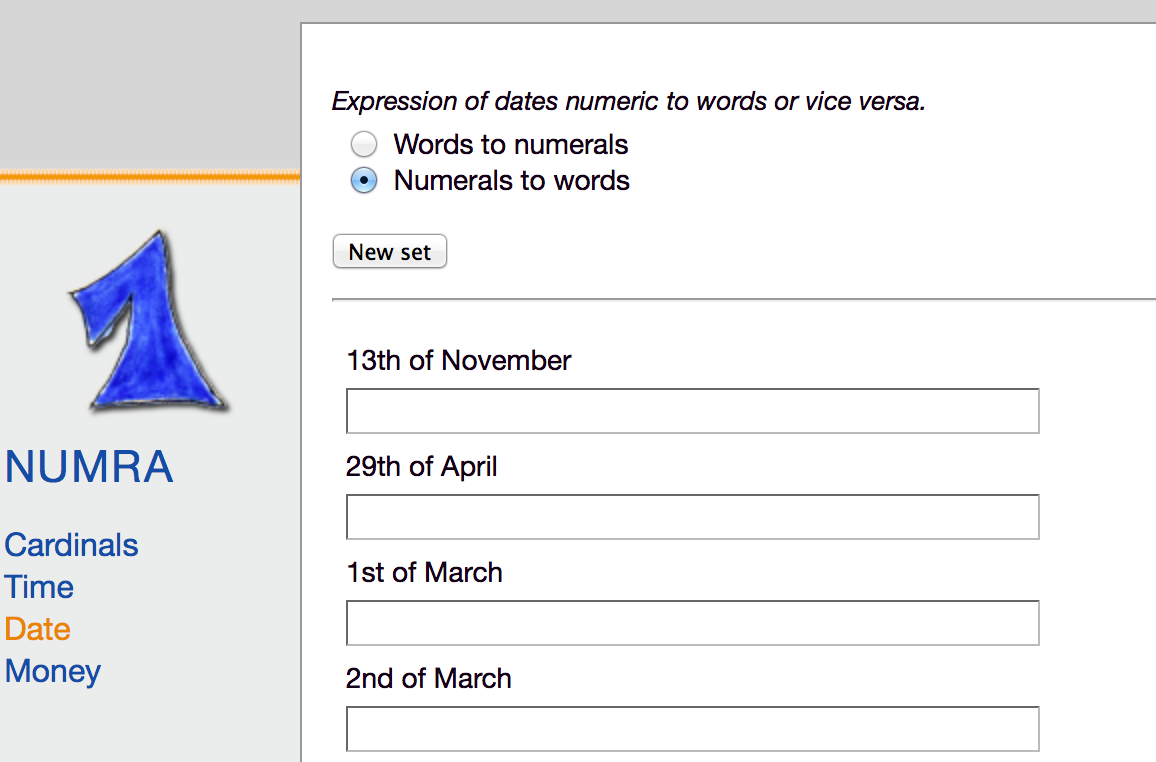 Expression of dates numeric to words or vice versa.
Words to numerals
Numerals to words
New set
NUMRA
Cardinals
Time
Date
Money
13th of November
29th of April
1st of March
2nd of March